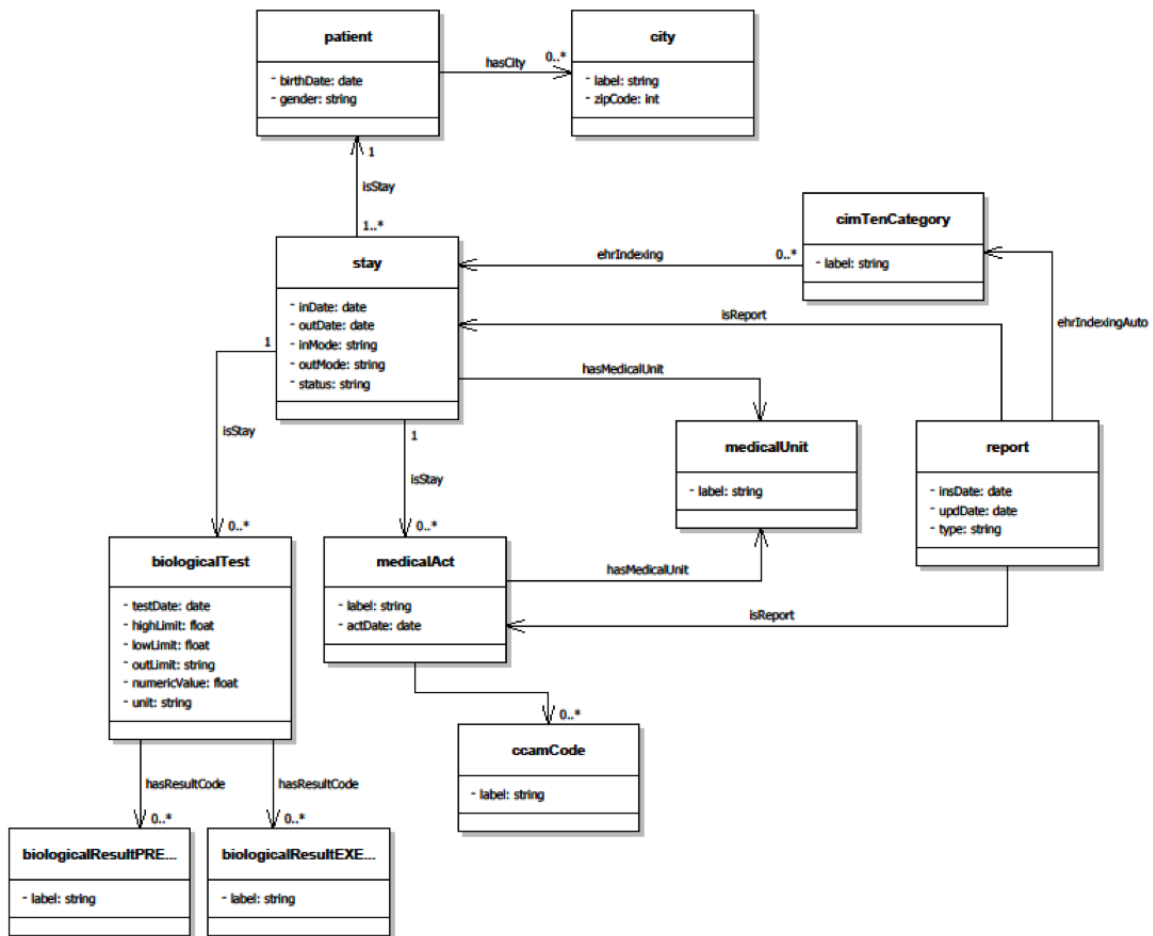 patient
- birthDate: date
- gender: string
hasCity
0..*
city
- label: string
- zipCode: int
1
isStay
1..*
stay
- inDate: date
- outDate: date
- inMode: string
- outMode: string
- status: string
ehrIndexing
0..*
cimTenCategory
- label: string
isReport
ehrIndexingAuto
hasMedicalUnit
1
isStay
0..*
1
isStay
0..*
medicalUnit
- label: string
report
- insDate: date
- updDate: date
- type: string
biologicalTest
- testDate: date
- highLimit: float
- lowLimit: float
- outLimit: string
- numericValue: float
- unit: string
medicalAct
- label: string
- actDate: date
hasMedicalUnit
isReport
0..*
ccamCode
- label: string
hasResultCode
0..*
hasResultCode
0..*
biologicalResultPRE...
- label: string
biologicalResultEXE...
- label: string